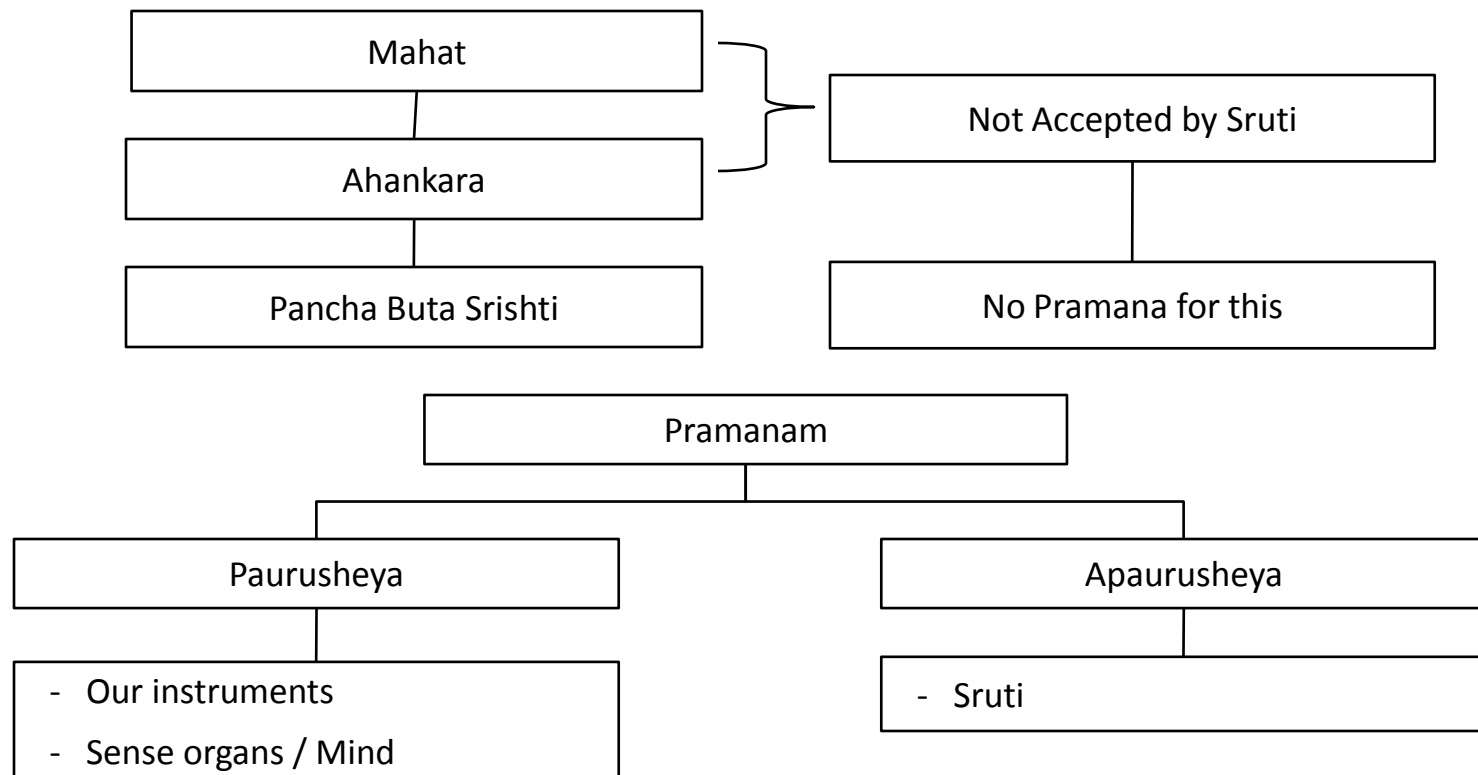 Mahat
Ahankara
Pancha Buta Srishti
Not Accepted by Sruti
No Pramana for this
Pramanam
Paurusheya
Apaurusheya
- Our instruments
- Sense organs / Mind
- Sruti